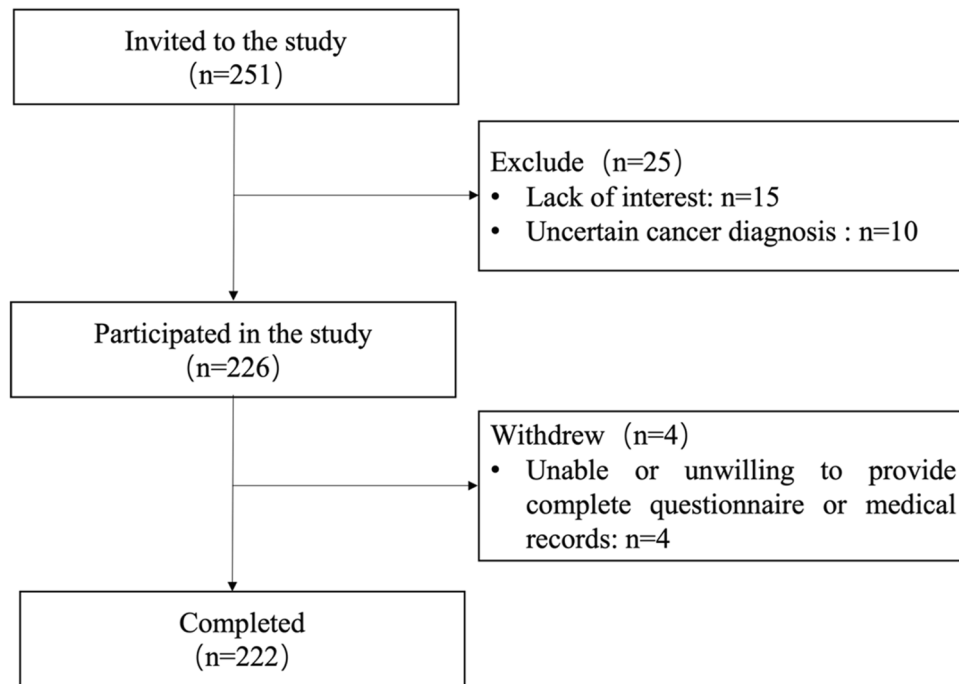 Invited to the study
(n=251)
Exclude (n=25)
• Lack of interest: n=15
• Uncertain cancer diagnosis : n=10
Participated in the study
(n=226)
Withdrew (n=4)
• Unable or unwilling to provide
complete questionnaire or medical
records: n=4
Completed
(n=222)